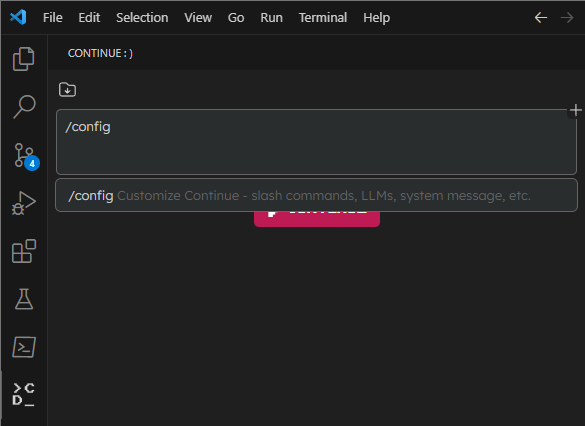 File Edit Selection View Go Run Terminal Help
CONTINUE:)
/config
/config Customize Continue - slash commands, LLMs, system message, etc.
4